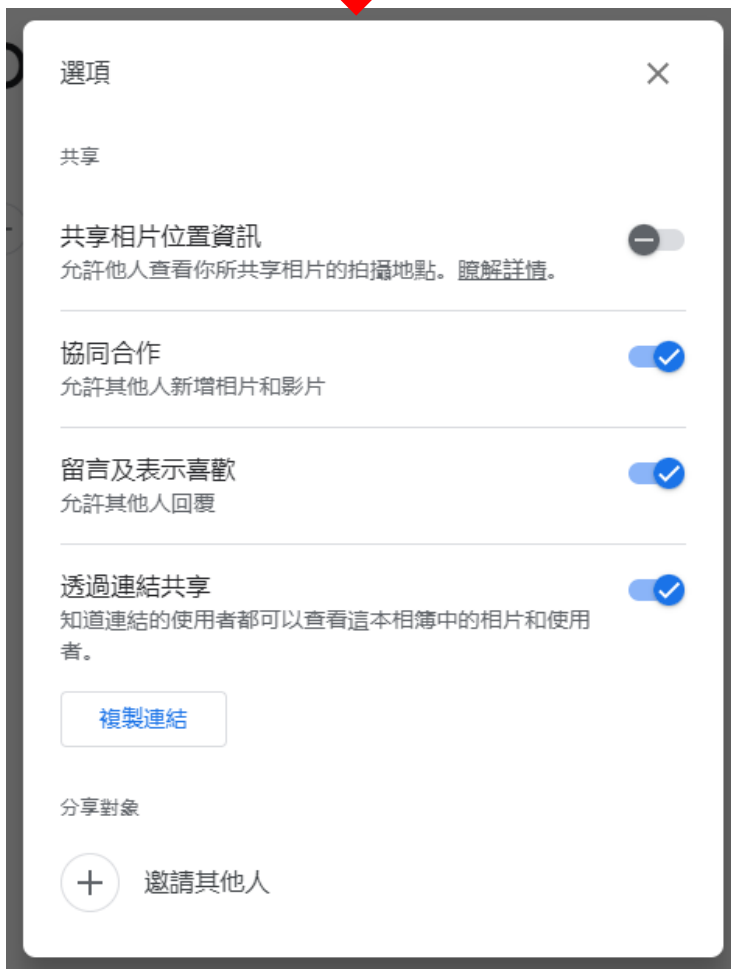 選項
共享
共享相片位置資訊
允許他人查看你所共享相片的拍攝地點。瞭解詳情。
協同合作
允許其他人新增相片和影片
留言及表示喜歡
允許其他人回覆
透過連結共享
知道連結的使用者都可以查看這本相簿中的相片和使用
者。
複製連結
分享對象
邀請其他人